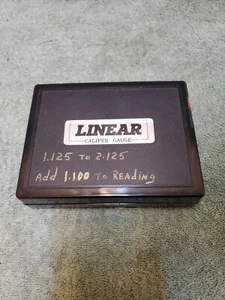 LINEAR
CALIPER GAUGE
1.125 TO 2.125
Add 1.100 TO READING